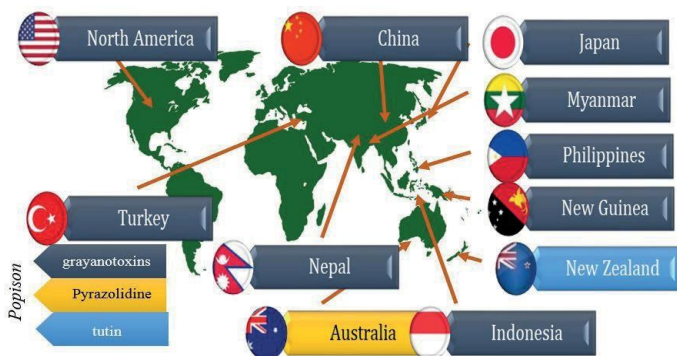 North America
China
Japan
Myanmar
Philippines
New Guinea
Turkey
Nepal
New Zealand
Australia
Indonesia
Popison
grayanotoxins
Pyrazolidine
tutin